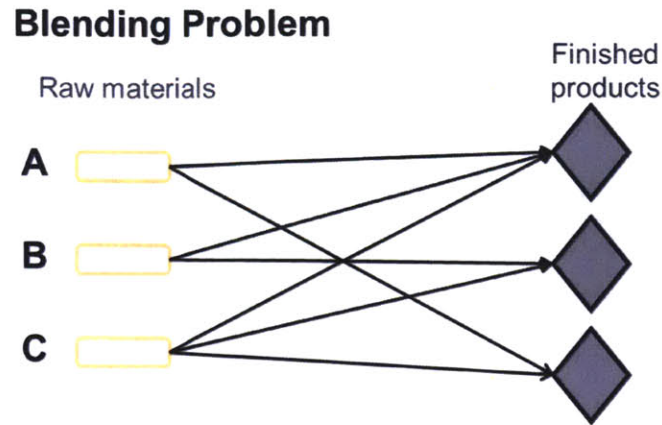 Blending Problem
Raw materials
Finished
products
A
B
C